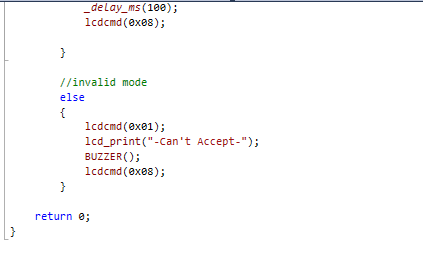 _delay_ms(100);
lcdcmd(0x08);
}
//invalid mode
else
{
lcdcmd(0x01);
lcd_print("-Can't Accept-");
BUZZER();
lcdcmd(0x08);
}
return 0;
}